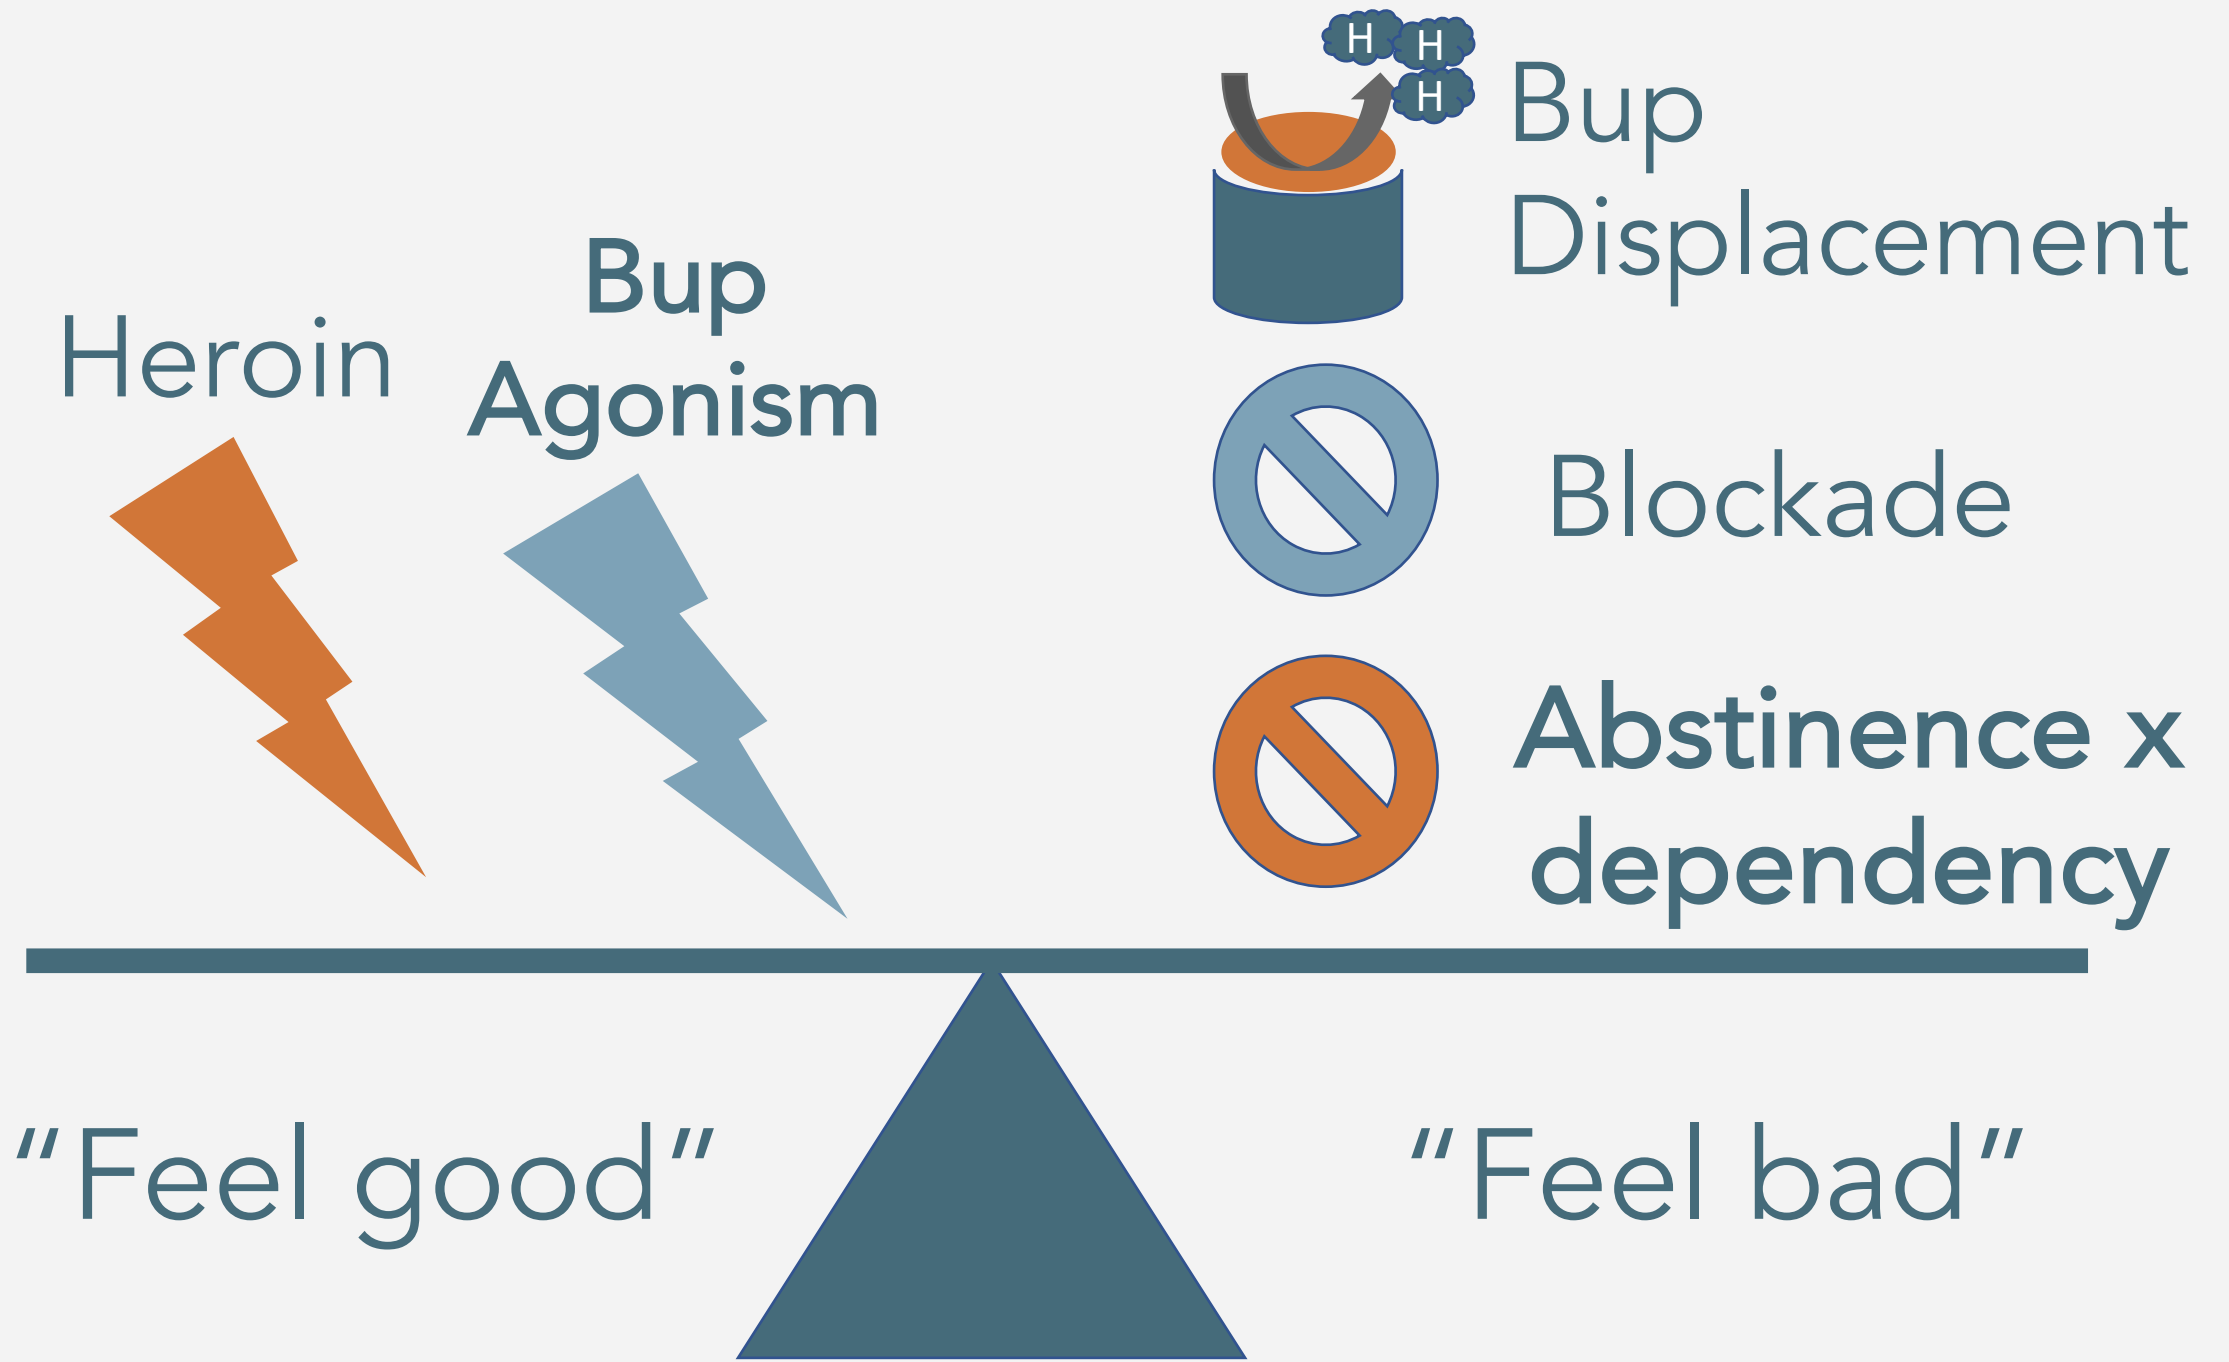 H
H
H
Bup
Displacement
Bup
Agonism
Heroin
Blockade
Abstinence x
dependency
“Feel good”
“Feel bad”